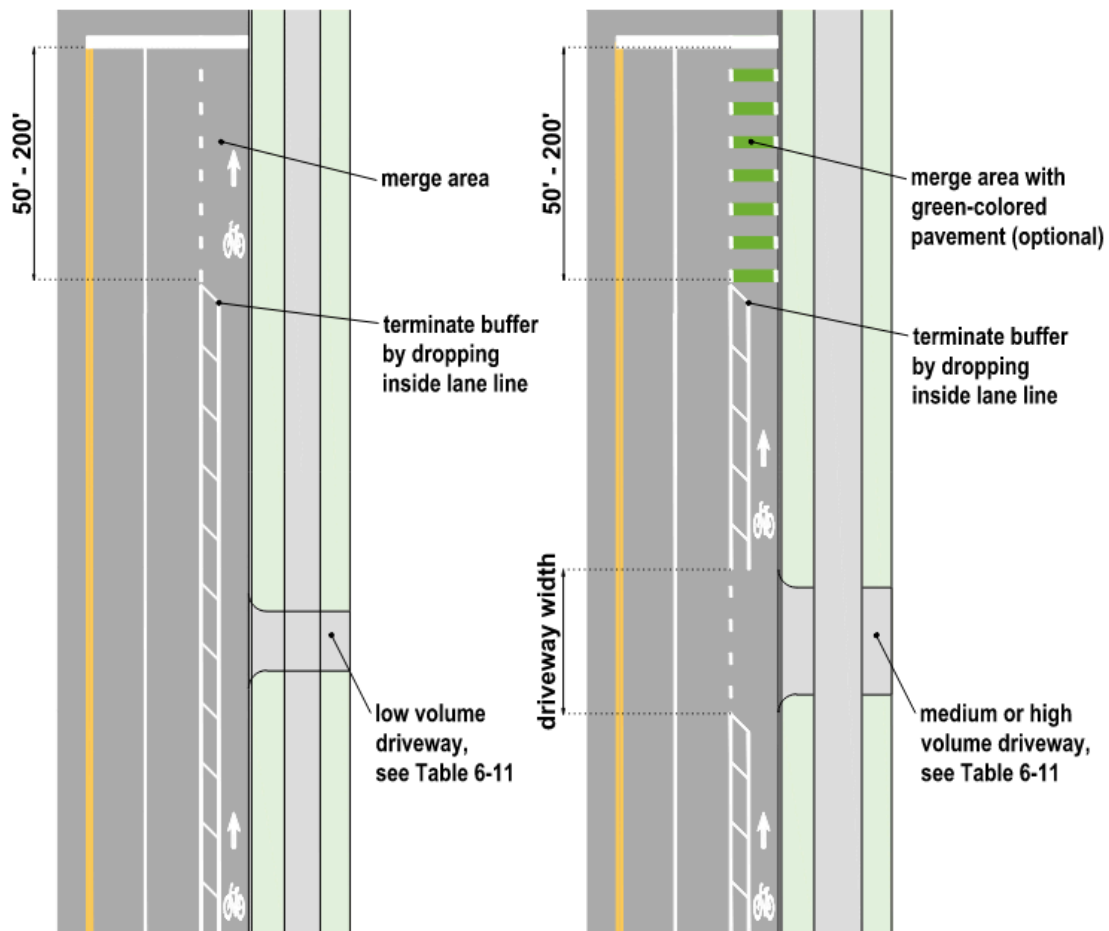 50' - 200'
merge area
terminate buffer
by dropping
inside lane line
low volume
driveway,
see Table 6-11
50' - 200'
merge area with
green-colored
pavement (optional)
terminate buffer
by dropping
inside lane line
driveway width
medium or high
volume driveway,
see Table 6-11